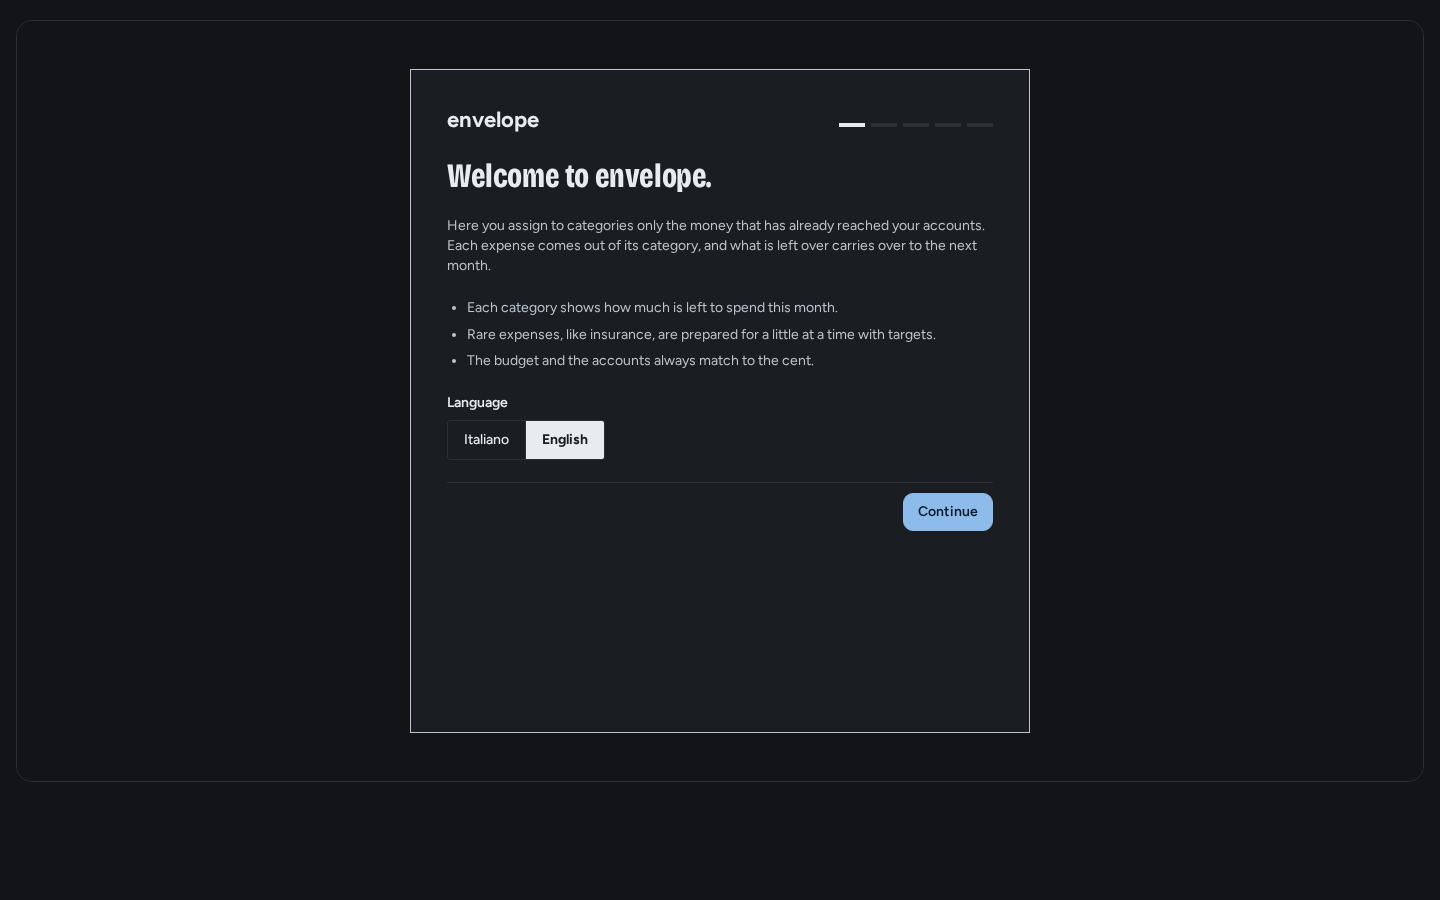 envelope
Welcome to envelope.
Here you assign to categories only the money that has already reached your accounts.
Each expense comes out of its category, and what is left over carries over to the next
month.
Each category shows how much is left to spend this month.
Rare expenses, like insurance, are prepared for a little at a time with targets.
The budget and the accounts always match to the cent.
Language
Italiano English
Continue